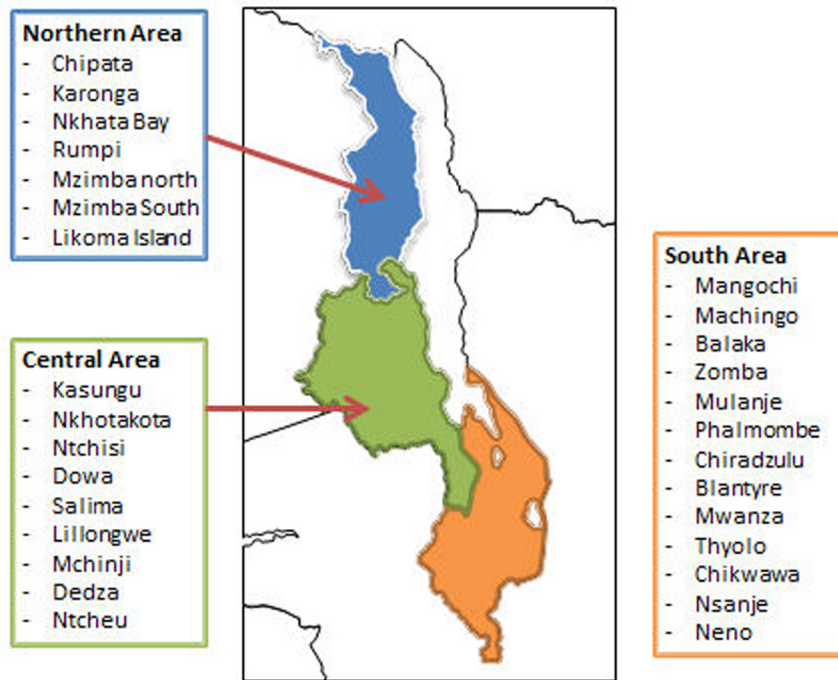 Northern Area
- Chipata
- Karonga
- Nkhata Bay
- Rumpi
- Mzimba north
- Mzimba South
- Likoma Island
Central Area
- Kasungu
- Nkhotakota
- Ntchisi
- Dowa
- Salima
- Lillongwe
- Mchinji
- Dedza
- Ntcheu
South Area
- Mangochi
- Machingo
- Balaka
- Zomba
- Mulanje
- Phalmombe
- Chiradzulu
- Blantyre
- Mwanza
- Thyolo
- Chikwawa
- Nsanje
- Neno